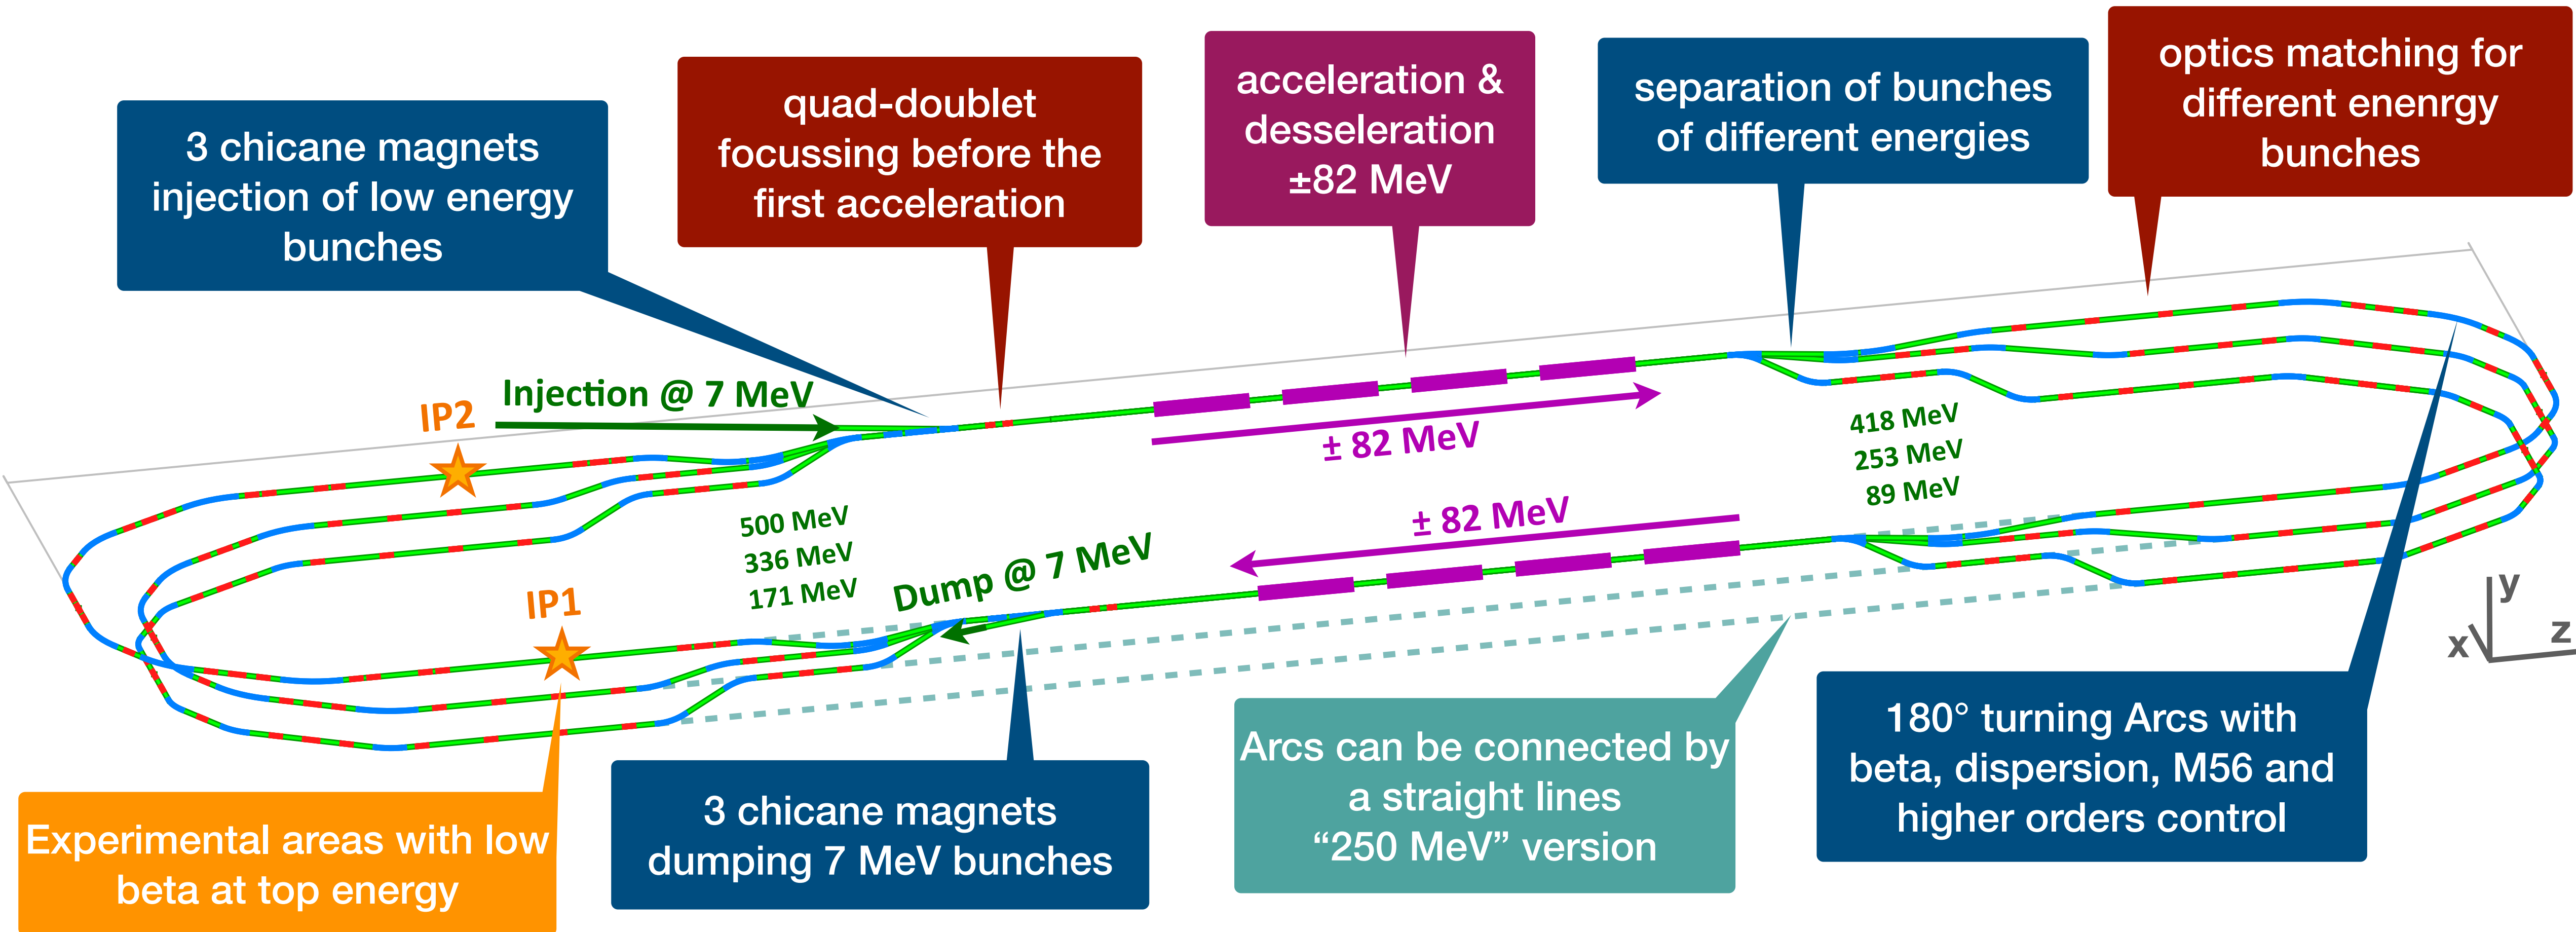 3 chicane magnets
injection of low energy
bunches
quad-doublet
focussing before the
first acceleration
acceleration &
desseleration
±82 MeV
separation of bunches
of different energies
optics matching for
different enenrgy
bunches
Injection @ 7 MeV
IP2
± 82 MeV
418 MeV
253 MeV
89 MeV
500 MeV
336 MeV
171 MeV
± 82 MeV
Dump @ 7 MeV
IP1
y
x
z
Experimental areas with low
beta at top energy
3 chicane magnets
dumping 7 MeV bunches
Arcs can be connected by
a straight lines
“250 MeV” version
180° turning Arcs with
beta, dispersion, M56 and
higher orders control